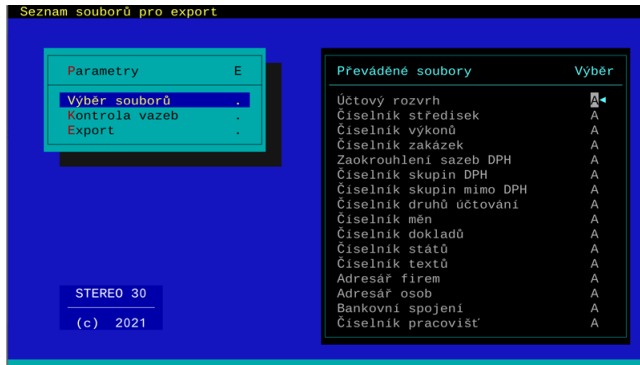 Seznam souborů pro export
Parametry E
Výběr souborů .
Kontrola vazeb .
Export .
STEREO 30
(c) 2021
Převáděné soubory Výběr
Účtový rozvrh A◄
Číselník středisek A
Číselník výkonů A
Číselník zakázek A
Zaokrouhlení sazeb DPH A
Číselník skupin DPH A
Číselník skupin mimo DPH A
Číselník druhů účtování A
Číselník měn A
Číselník dokladů A
Číselník států A
Číselník textů A
Adresář firem A
Adresář osob A
Bankovní spojení A
Číselník pracovišť A